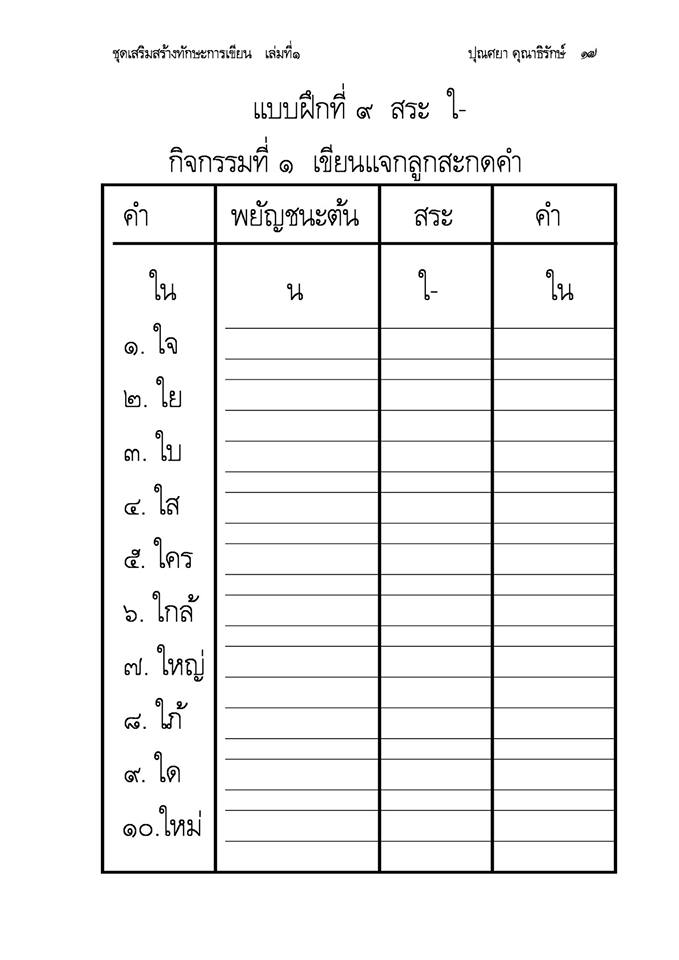 ชุดเสริมสร้างทักษะการเขียน เล่มที่๑ ปุณศยา คุณาธิรักษ์ ๑๗
แบบฝึกที่ ๙ สระ ใ-
กิจกรรมที่ ๑ เขียนแจกลูกสะกดคำ
คำ พยัญชนะต้น สระ คำ
ใน น ใ- ใน
๑. ใจ
๒. ใย
๓. ใบ
๔. ใส
๕. ใคร
๖. ใกล้
๗. ใหญ่
๘. ใภ้
๙. ใด
๑๐.ใหม่